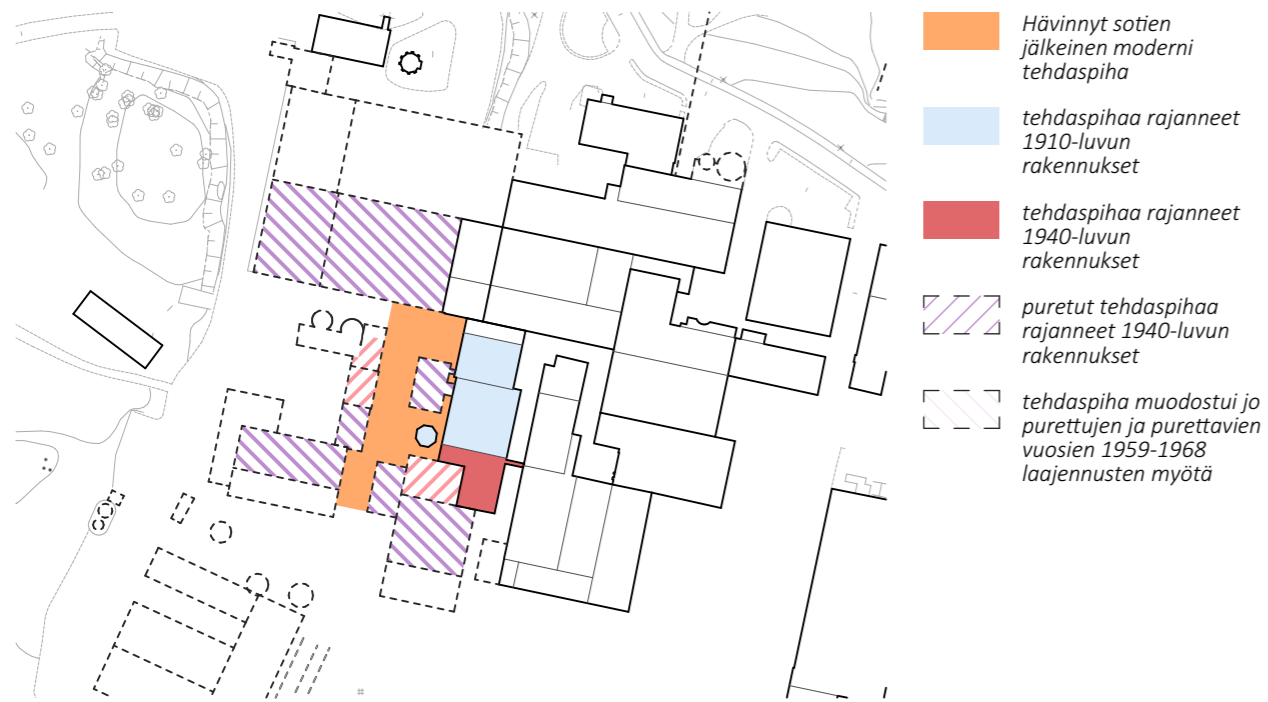 Hävinnyt sotien
jälkeinen moderni
tehdaspiha
tehdaspihaa rajanneet
1910-luvun
rakennukset
tehdaspihaa rajanneet
1940-luvun
rakennukset
puretut tehdaspihaa
rajanneet 1940-luvun
rakennukset
tehdaspiha muodostui jo
purettujen ja purettavien
vuosien 1959-1968
laajennusten myötä